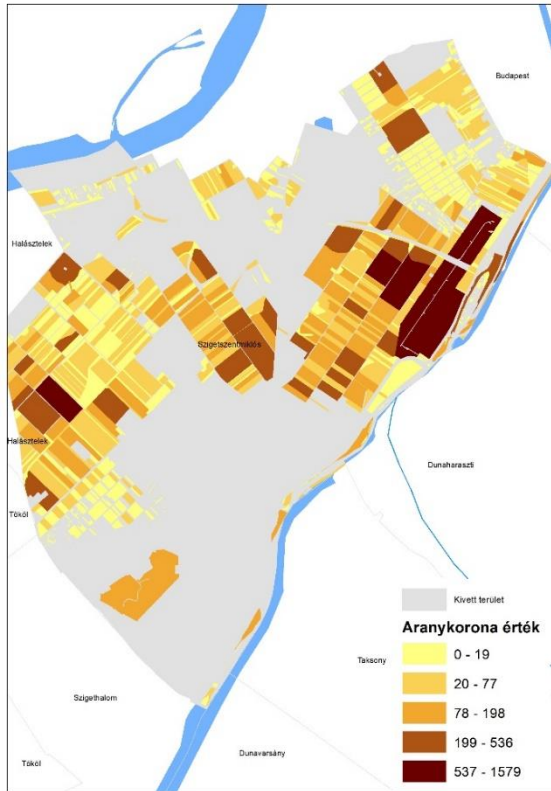 Budapest
Halásztelek
Szigetszentmiklós
Halásztelek
Dunaharaszti
Tököl
Kivett terület
Aranykorona érték
0 - 19
Taksony
20 - 77
78 - 198
Szigethalom
199 - 536
Dunavarsány
Tököl
537 - 1579